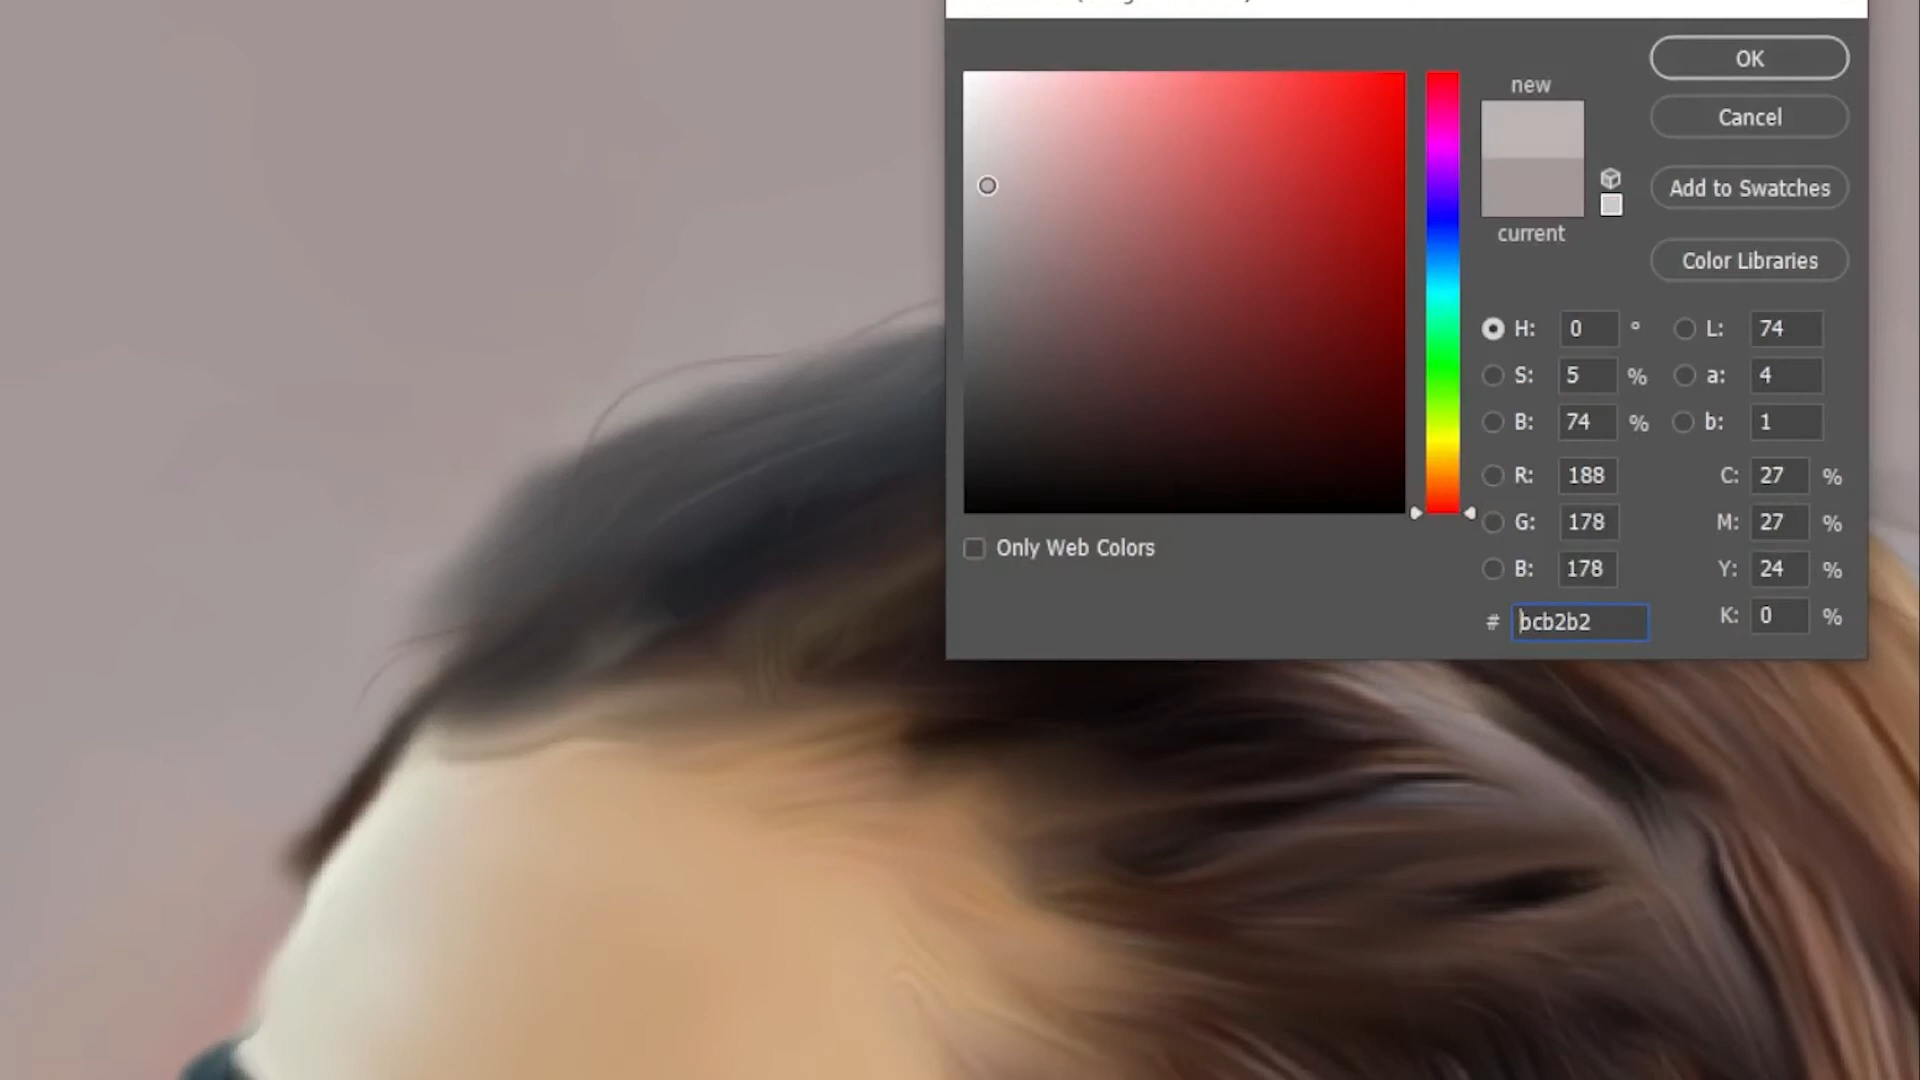 new
current
OK
Cancel
Add to Swatches
Color Libraries
H: 0 °
S: 5 %
B: 74 %
R: 188
G: 178
B: 178
# bcb2b2
L: 74
a: 4
b: 1
C: 27 %
M: 27 %
Y: 24 %
K: 0 %
Only Web Colors